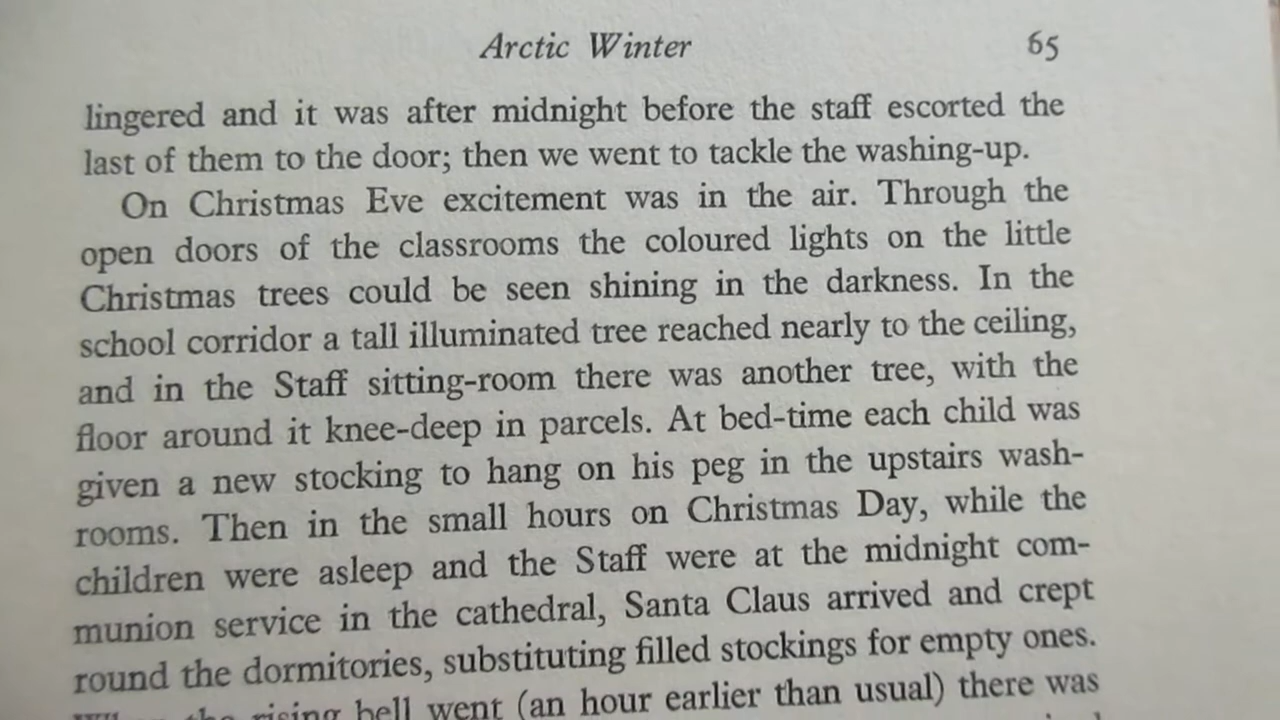 Arctic Winter 65
lingered and it was after midnight before the staff escorted the
last of them to the door; then we went to tackle the washing-up.
On Christmas Eve excitement was in the air. Through the
open doors of the classrooms the coloured lights on the little
Christmas trees could be seen shining in the darkness. In the
school corridor a tall illuminated tree reached nearly to the ceiling,
and in the Staff sitting-room there was another tree, with the
floor around it knee-deep in parcels. At bed-time each child was
given a new stocking to hang on his peg in the upstairs wash-
rooms. Then in the small hours on Christmas Day, while the
children were asleep and the Staff were at the midnight com-
munion service in the cathedral, Santa Claus arrived and crept
round the dormitories, substituting filled stockings for empty ones.
the rising bell went (an hour earlier than usual) there was